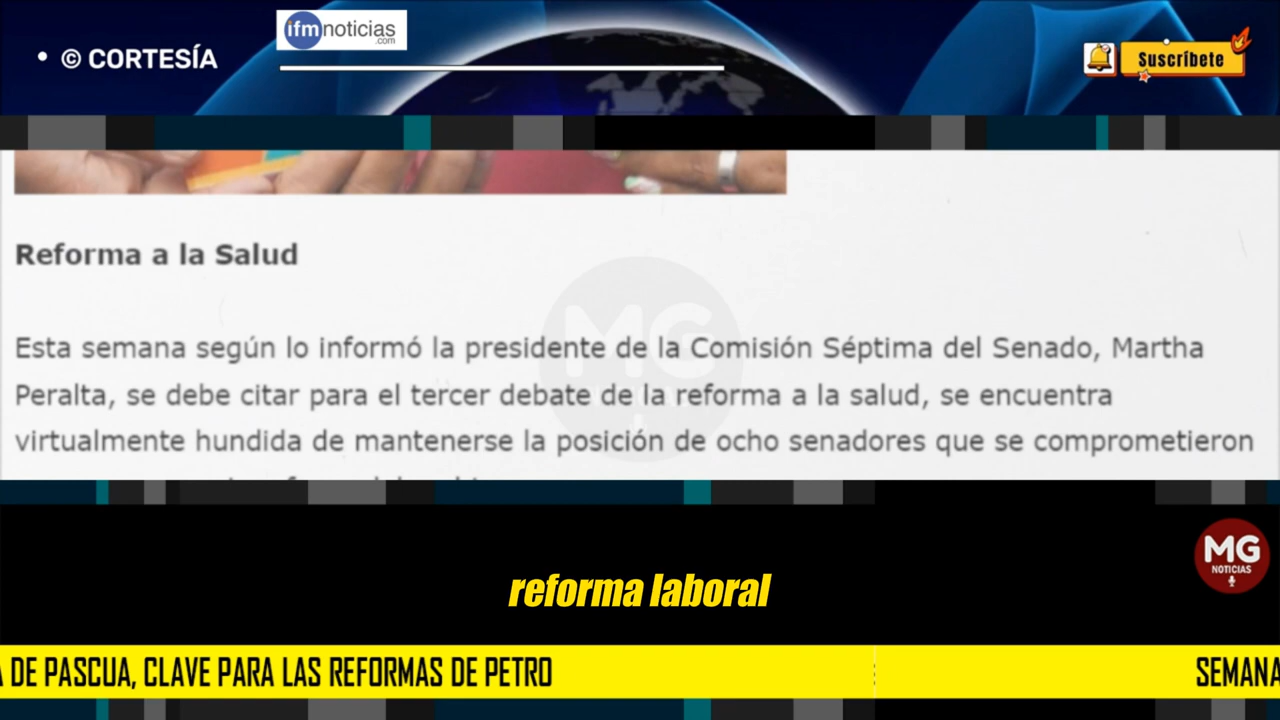 • © CORTESÍA
ifmnoticias
.com
Suscríbete
Reforma a la Salud
Esta semana según lo informó la presidente de la Comisión Séptima del Senado, Martha
Peralta, se debe citar para el tercer debate de la reforma a la salud, se encuentra
virtualmente hundida de mantenerse la posición de ocho senadores que se comprometieron
MG
reforma laboral
MG
NOTICIAS
A DE PASCUA, CLAVE PARA LAS REFORMAS DE PETRO
SEMANA